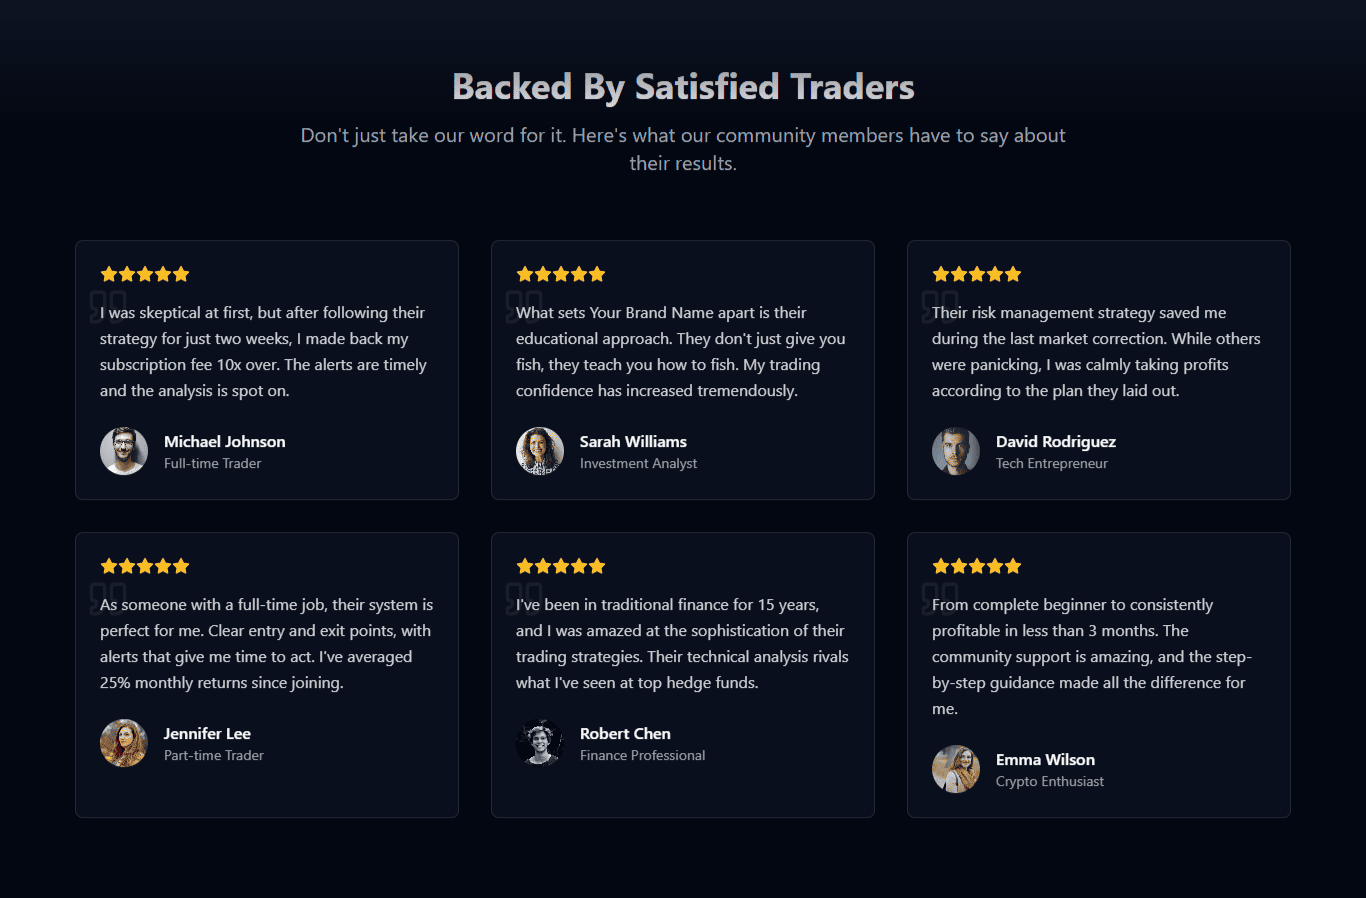 Backed By Satisfied Traders
Don't just take our word for it. Here's what our community members have to say about
their results.
I was skeptical at first, but after following their
strategy for just two weeks, I made back my
subscription fee 10x over. The alerts are timely
and the analysis is spot on.
Michael Johnson
Full-time Trader
What sets Your Brand Name apart is their
educational approach. They don't just give you
fish, they teach you how to fish. My trading
confidence has increased tremendously.
Sarah Williams
Investment Analyst
Their risk management strategy saved me
during the last market correction. While others
were panicking, I was calmly taking profits
according to the plan they laid out.
David Rodriguez
Tech Entrepreneur
As someone with a full-time job, their system is
perfect for me. Clear entry and exit points, with
alerts that give me time to act. I've averaged
25% monthly returns since joining.
Jennifer Lee
Part-time Trader
I've been in traditional finance for 15 years,
and I was amazed at the sophistication of their
trading strategies. Their technical analysis rivals
what I've seen at top hedge funds.
Robert Chen
Finance Professional
From complete beginner to consistently
profitable in less than 3 months. The
community support is amazing, and the step-
by-step guidance made all the difference for
me.
Emma Wilson
Crypto Enthusiast